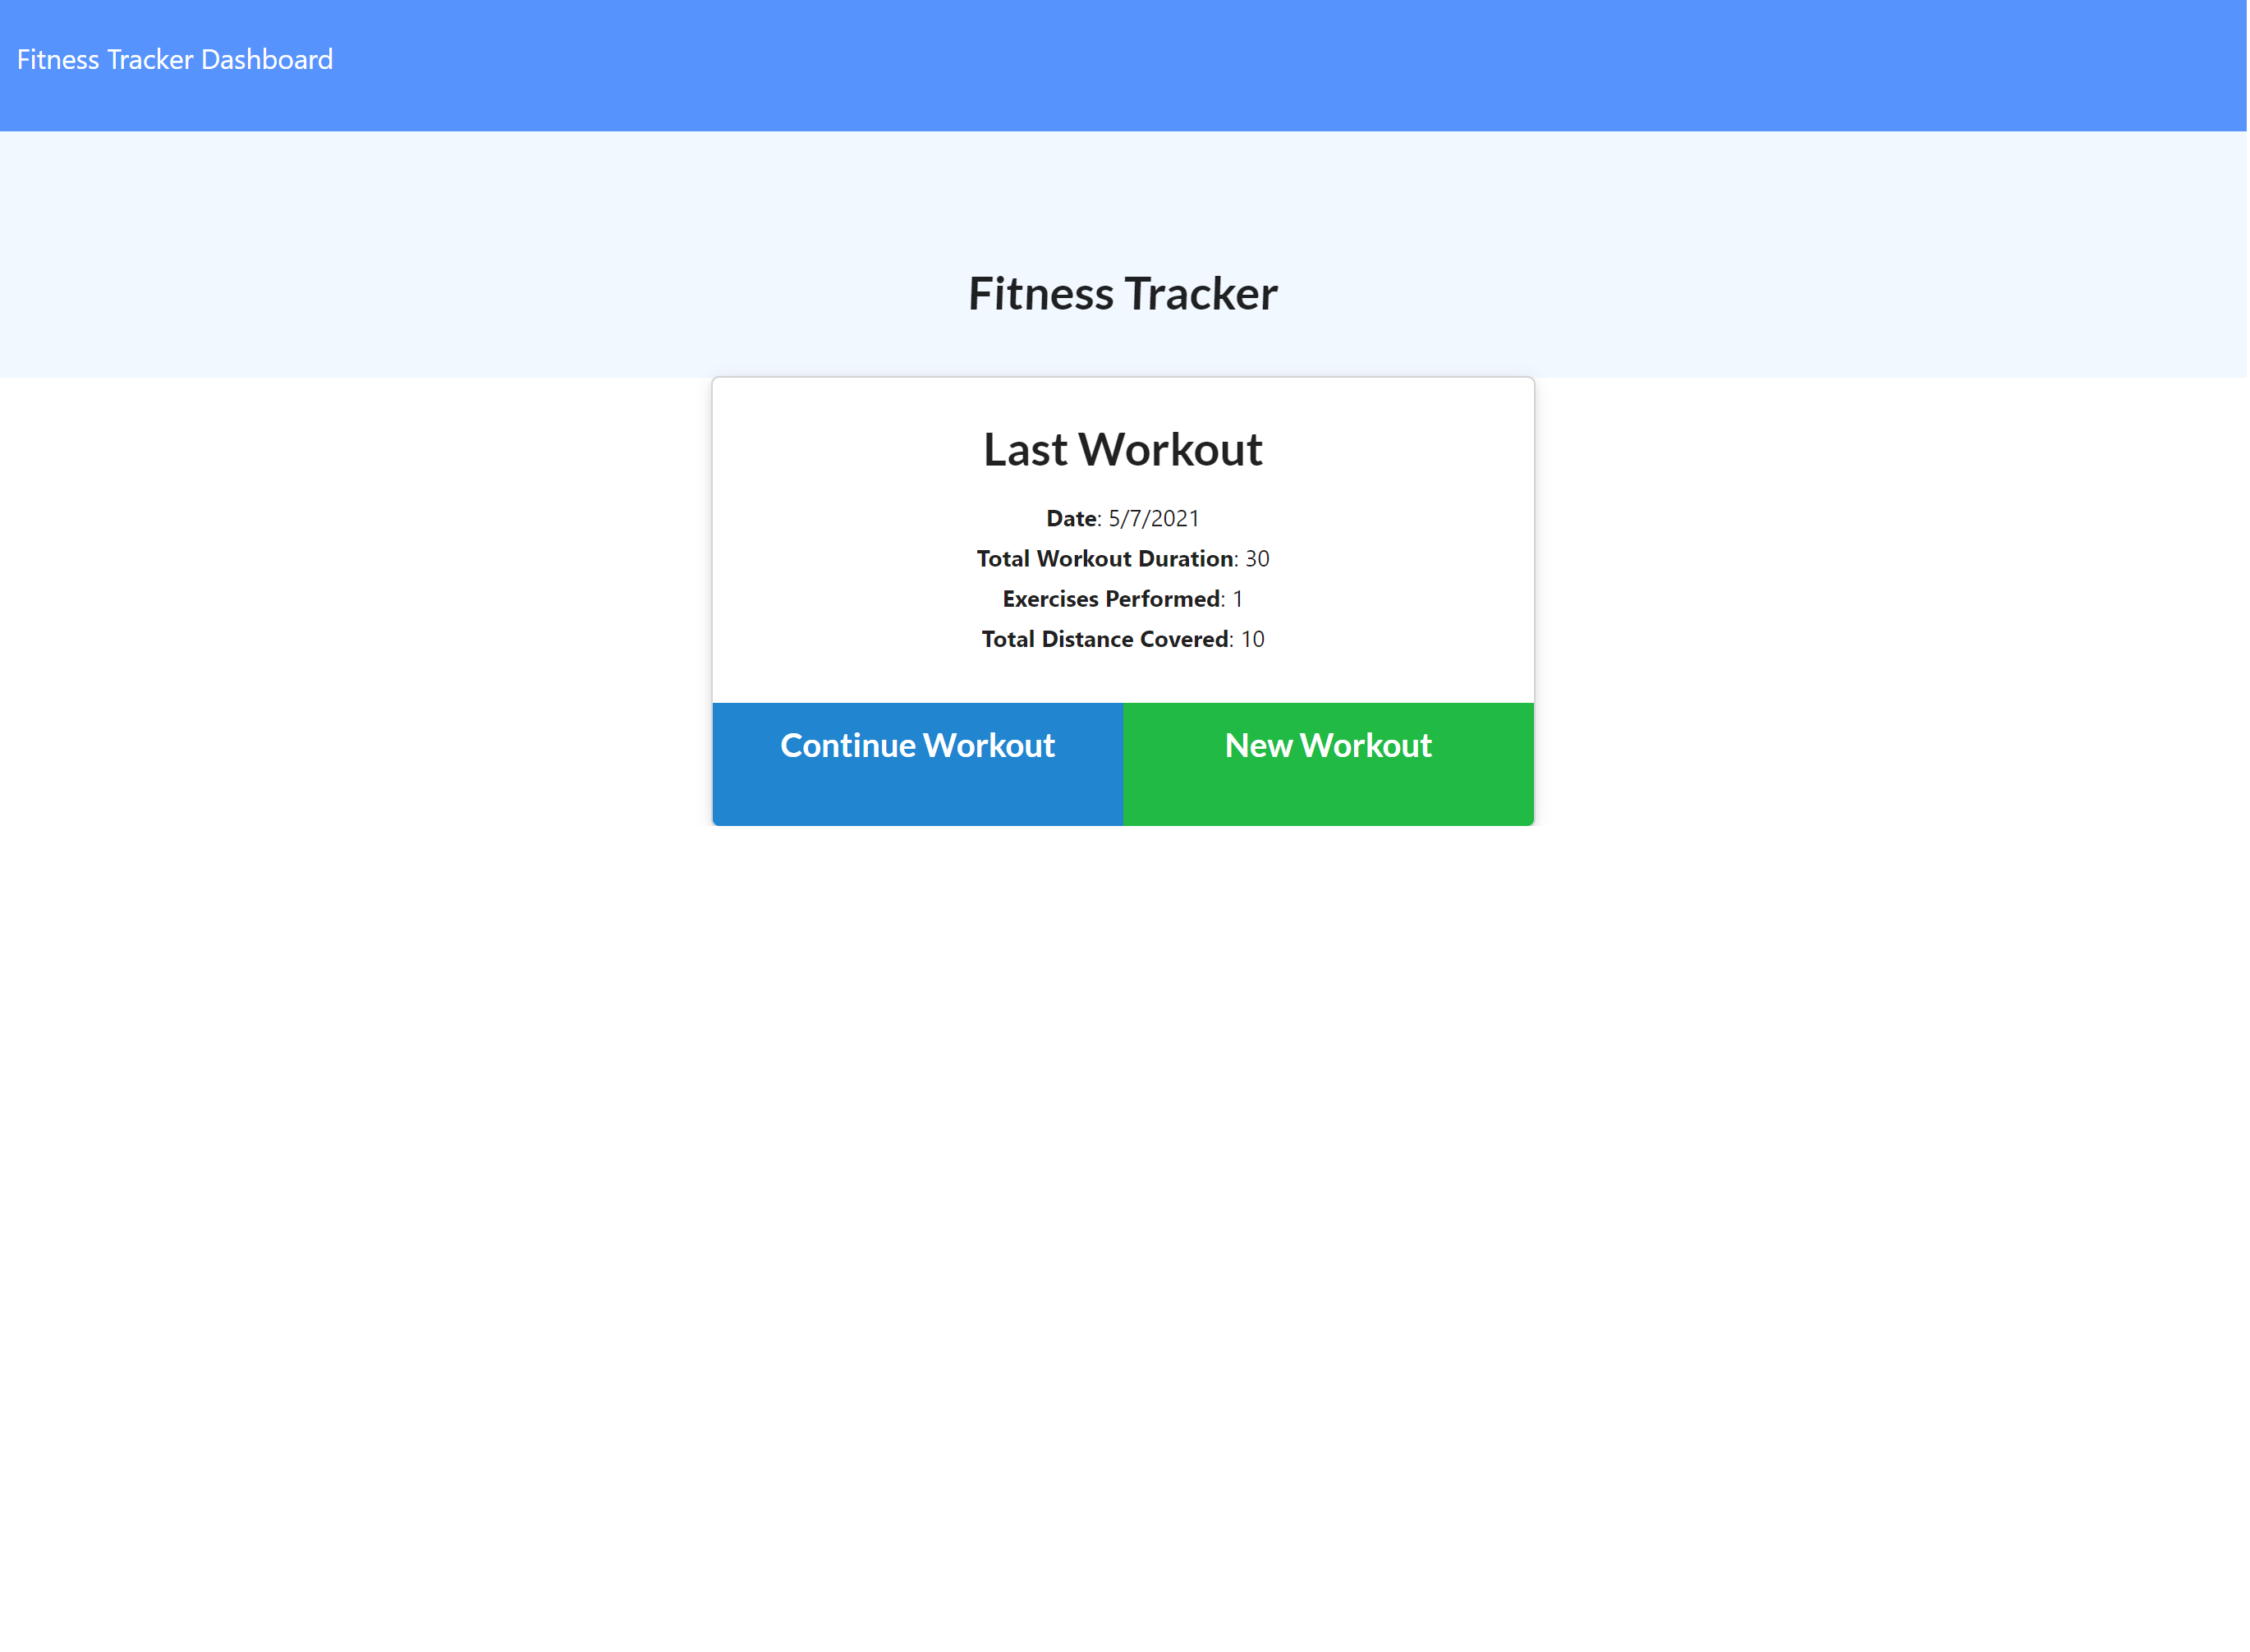 Fitness Tracker Dashboard
Fitness Tracker
Last Workout
Date: 5/7/2021
Total Workout Duration: 30
Exercises Performed: 1
Total Distance Covered: 10
Continue Workout
New Workout